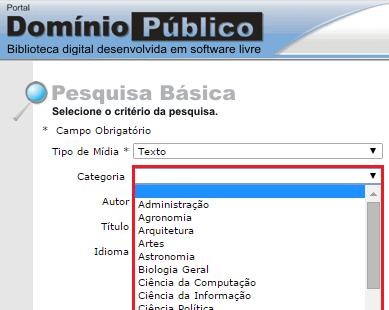 Portal
Domínio Público
Biblioteca digital desenvolvida em software livre
Pesquisa Básica
Selecione o critério da pesquisa.
* Campo Obrigatório
Tipo de Mídia * Texto
Categoria
Autor
Título
Idioma
Administração
Agronomia
Arquitetura
Artes
Astronomia
Biologia Geral
Ciência da Computação
Ciência da Informação
Ciência Política